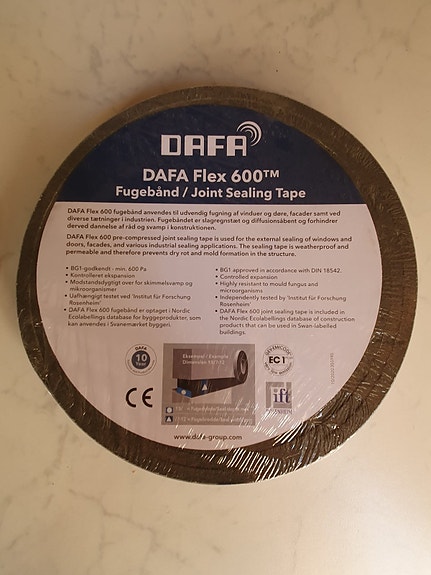 DAFA
DAFA Flex 600™
Fugebånd / Joint Sealing Tape
DAFA Flex 600 fugebånd anvendes til udvendig fugning af vinduer og døre, facader samt ved
diverse tætninger i industrien. Fugebåndet er slagregnstæt og diffusionsåbent og forhindrer
derved dannelse af råd og svamp i konstruktionen.
DAFA Flex 600 pre-compressed joint sealing tape is used for the external sealing of windows and
doors, facades, and various industrial sealing applications. The sealing tape is weatherproof and
permeable and therefore prevents dry rot and mold formation in the structure.
• BG1-godkendt - min. 600 Pa
• Kontrolleret ekspansion
• Modstandsdygtigt over for skimmelsvamp og
mikroorganismer
• Uafhængigt testet ved 'Institut für Forschung
Rosenheim'
• DAFA Flex 600 fugebånd er optaget i Nordic
Ecolabellings database for byggeprodukter, som
kan anvendes i Svanemærket byggeri.
• BG1 approved in accordance with DIN 18542.
• Controlled expansion
• Highly resistant to mould fungus and
microorganisms
• Independently tested by 'Institut für Forschung
Rosenheim'
• DAFA Flex 600 joint sealing tape is included in
the Nordic Ecolabelling database of construction
products that can be used in Swan-labelled
buildings.
DAFA
10
Year
Eksempel / Example
Dimension
EMICODE
EC1
CE
ift
ROSENHEIM
www.dafa-group.com